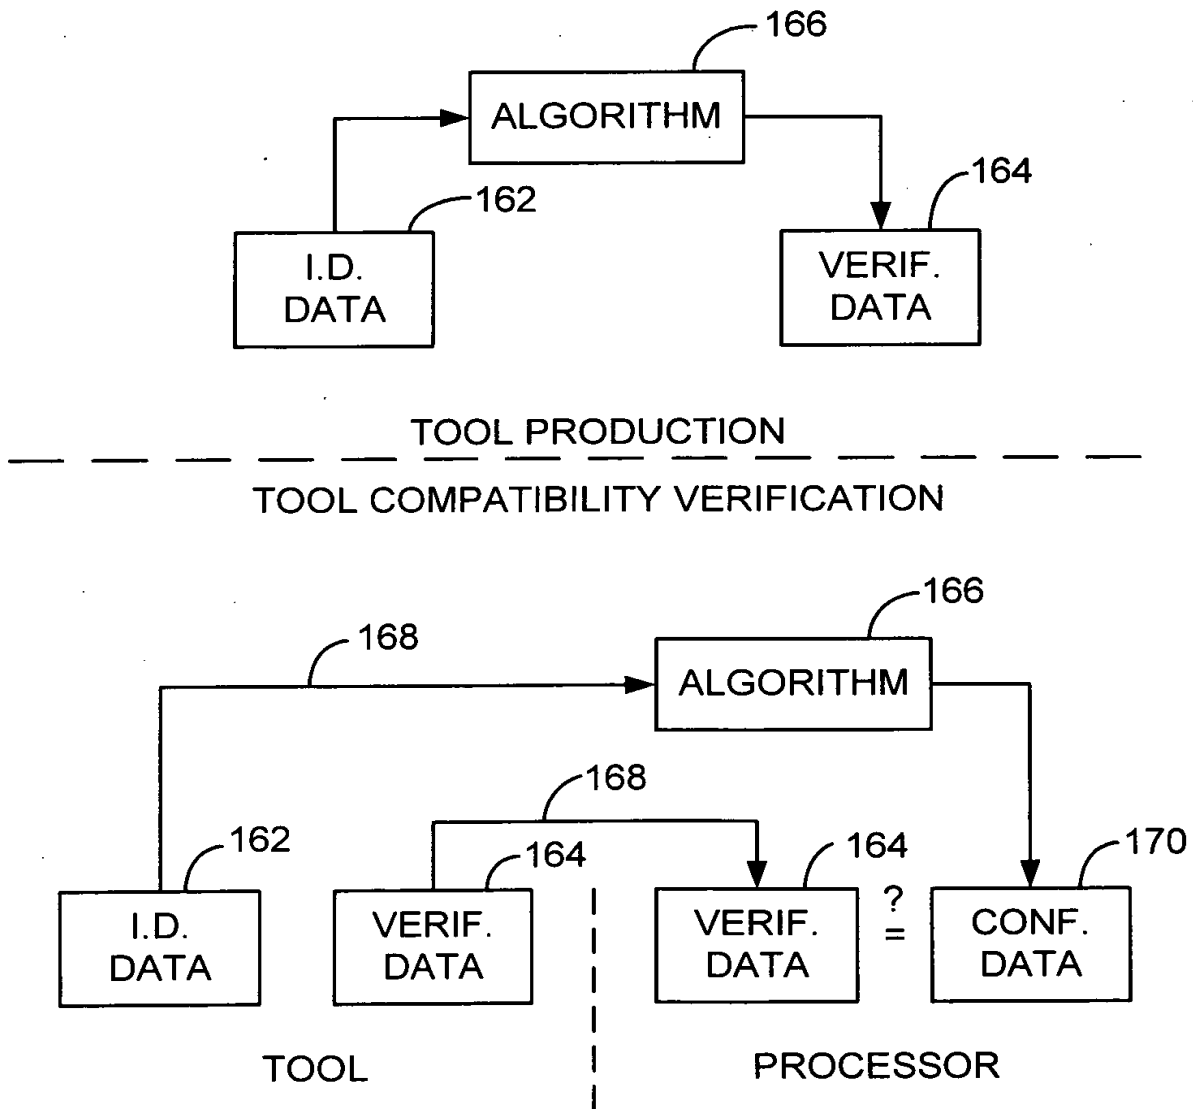 166
ALGORITHM
162
164
I.D.
DATA
VERIF.
DATA
TOOL PRODUCTION
TOOL COMPATIBILITY VERIFICATION
166
168
ALGORITHM
168
162
164
164
170
I.D.
DATA
VERIF.
DATA
VERIF.
DATA
?
=
CONF.
DATA
TOOL
PROCESSOR